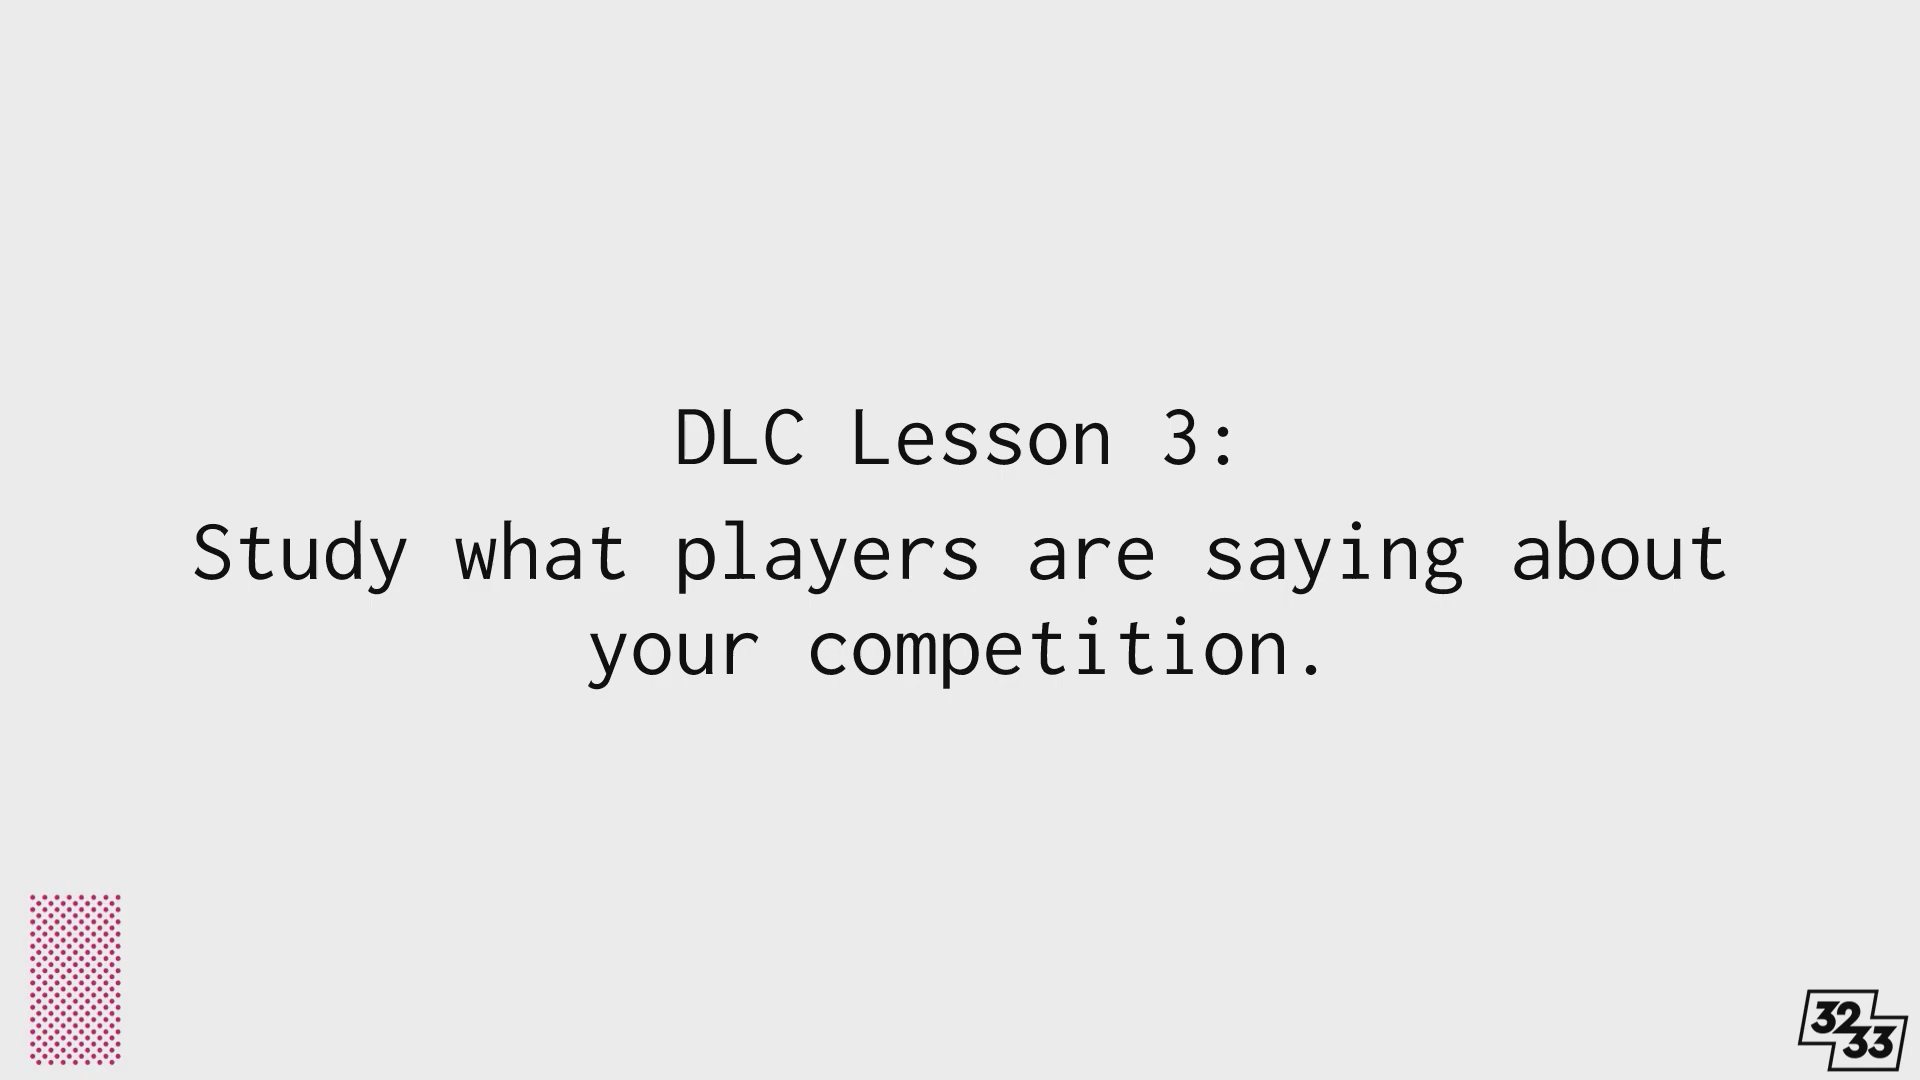 DLC Lesson 3:
Study what players are saying about
your competition.
32
33